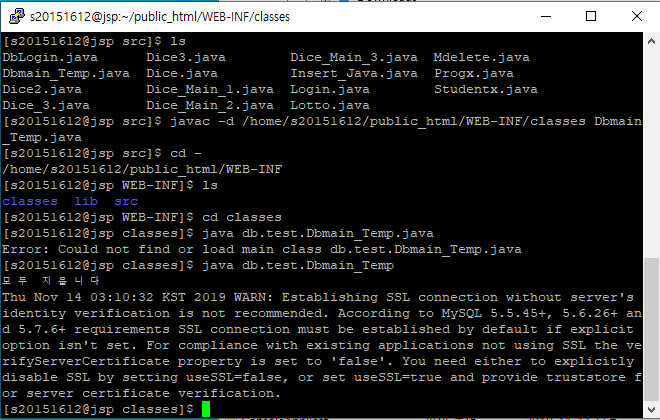 s20151612@jsp:~/public_html/WEB-INF/classes
[s20151612@jsp src]$ ls
DbLogin.java Dice3.java Dice_Main_3.java Mdelete.java
Dbmain_Temp.java Dice.java Insert_Java.java Progx.java
Dice2.java Dice_Main_1.java Login.java Studentx.java
Dice_3.java Dice_Main_2.java Lotto.java
[s20151612@jsp src]$ javac -d /home/s20151612/public_html/WEB-INF/classes Dbmain
_Temp.java
[s20151612@jsp src]$ cd -
/home/s20151612/public_html/WEB-INF
[s20151612@jsp WEB-INF]$ ls
classes lib src
[s20151612@jsp WEB-INF]$ cd classes
[s20151612@jsp classes]$ java db.test.Dbmain_Temp.java
Error: Could not find or load main class db.test.Dbmain_Temp.java
[s20151612@jsp classes]$ java db.test.Dbmain_Temp
모두 지웁니다
Thu Nov 14 03:10:32 KST 2019 WARN: Establishing SSL connection without server's
identity verification is not recommended. According to MySQL 5.5.45+, 5.6.26+ an
d 5.7.6+ requirements SSL connection must be established by default if explicit
option isn't set. For compliance with existing applications not using SSL the ve
rifyServerCertificate property is set to 'false'. You need either to explicitly
disable SSL by setting useSSL=false, or set useSSL=true and provide truststore f
or server certificate verification.
[s20151612@jsp classes]$